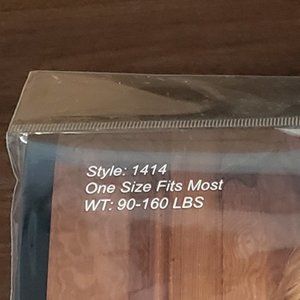 Style: 1414
One Size Fits Most
WT: 90-160 LBS